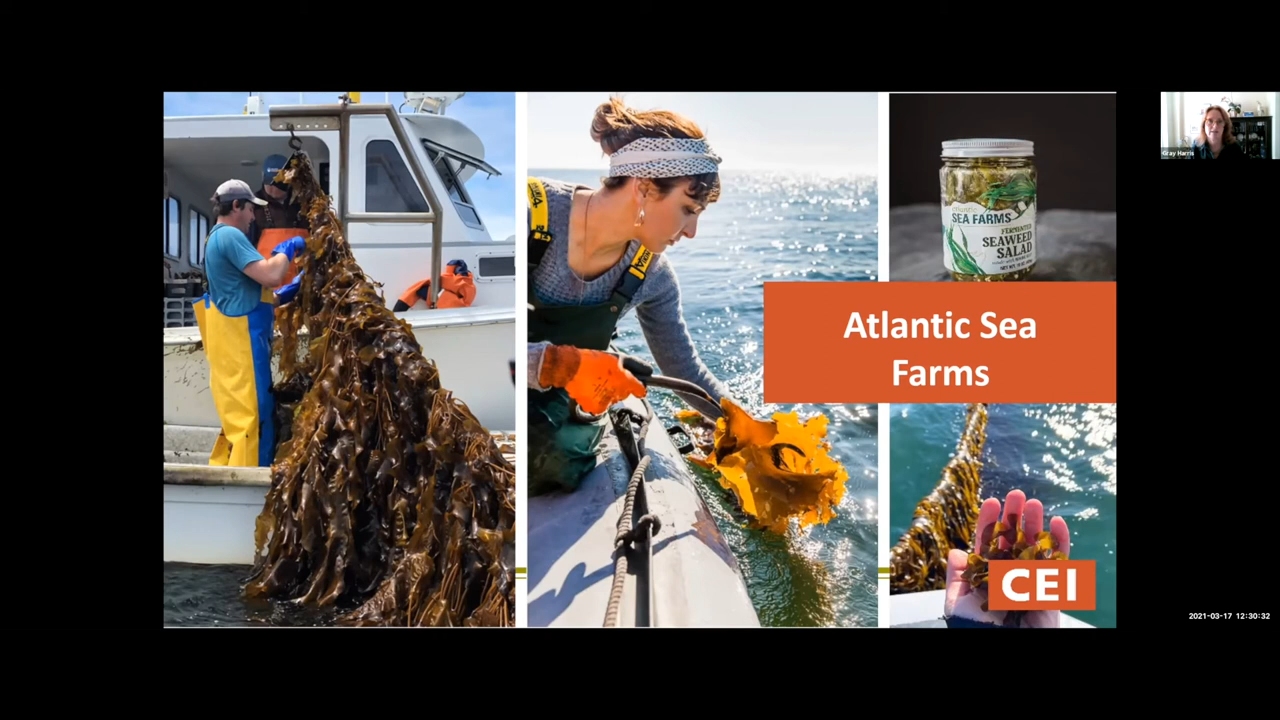 SEA FARMS
FERMENTED
SEAWEED
SALAD
Atlantic Sea
Farms
CEI
Gray Harris
2021-03-17 12:30:32